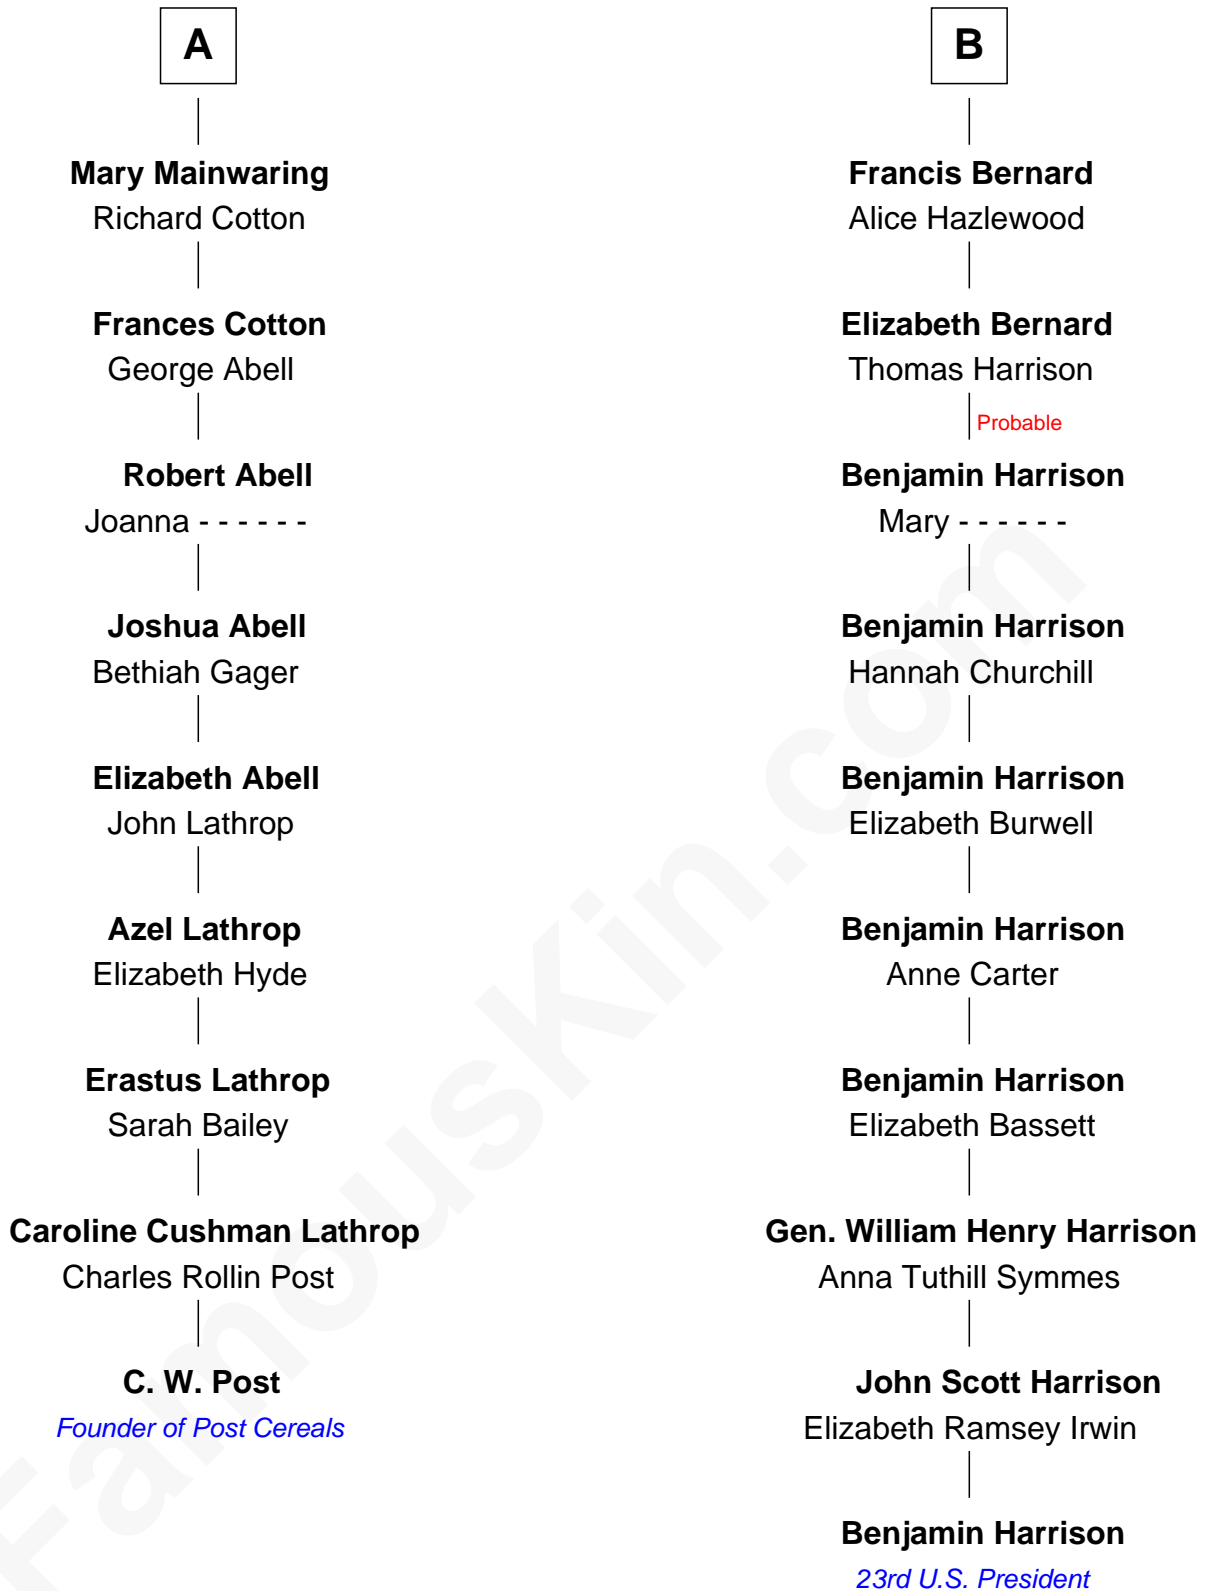 A
Mary Mainwaring
Richard Cotton
Frances Cotton
George Abell
Robert Abell
Joanna - - - - - -
Joshua Abell
Bethiah Gager
Elizabeth Abell
John Lathrop
Azel Lathrop
Elizabeth Hyde
Erastus Lathrop
Sarah Bailey
Caroline Cushman Lathrop
Charles Rollin Post
C. W. Post
Founder of Post Cereals
B
Francis Bernard
Alice Hazlewood
Elizabeth Bernard
Thomas Harrison
Probable
Benjamin Harrison
Mary - - - - - -
Benjamin Harrison
Hannah Churchill
Benjamin Harrison
Elizabeth Burwell
Benjamin Harrison
Anne Carter
Benjamin Harrison
Elizabeth Bassett
Gen. William Henry Harrison
Anna Tuthill Symmes
John Scott Harrison
Elizabeth Ramsey Irwin
Benjamin Harrison
23rd U.S. President
FamousKin.com